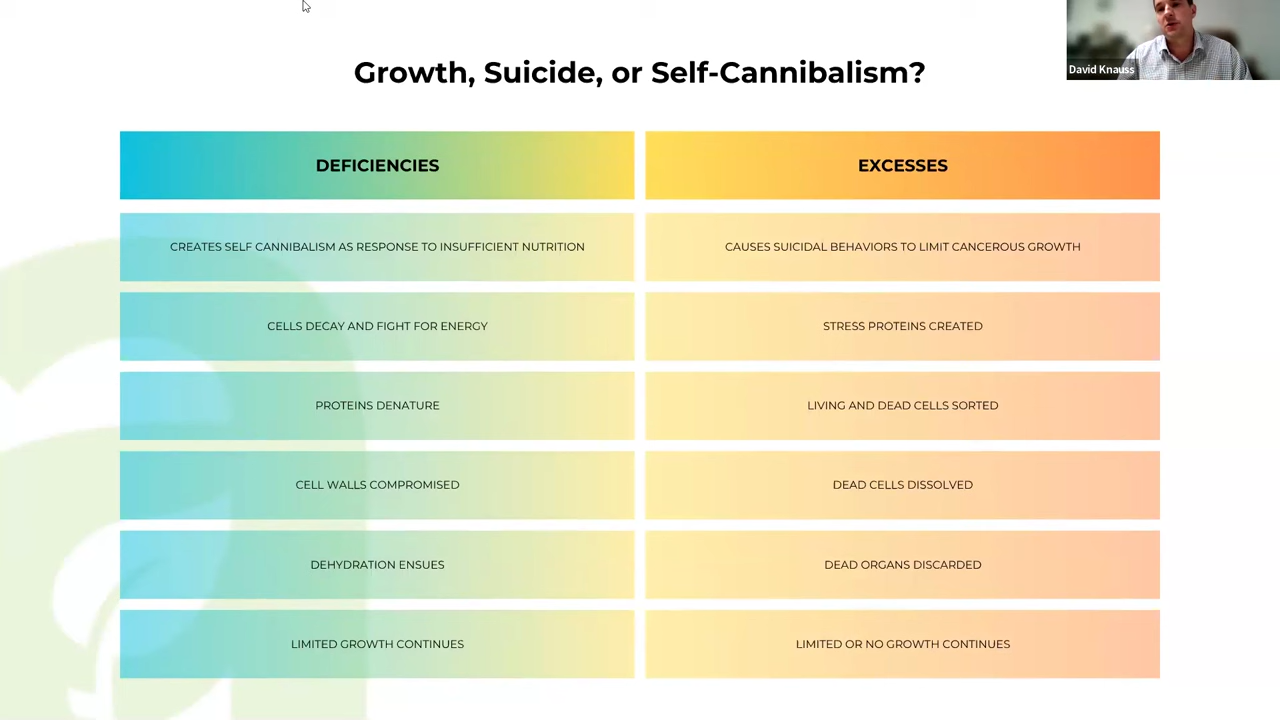 David Knauss
Growth, Suicide, or Self-Cannibalism?
DEFICIENCIES
EXCESSES
CREATES SELF CANNIBALISM AS RESPONSE TO INSUFFICIENT NUTRITION
CAUSES SUICIDAL BEHAVIORS TO LIMIT CANCEROUS GROWTH
CELLS DECAY AND FIGHT FOR ENERGY
STRESS PROTEINS CREATED
PROTEINS DENATURE
LIVING AND DEAD CELLS SORTED
CELL WALLS COMPROMISED
DEAD CELLS DISSOLVED
DEHYDRATION ENSUES
DEAD ORGANS DISCARDED
LIMITED GROWTH CONTINUES
LIMITED OR NO GROWTH CONTINUES